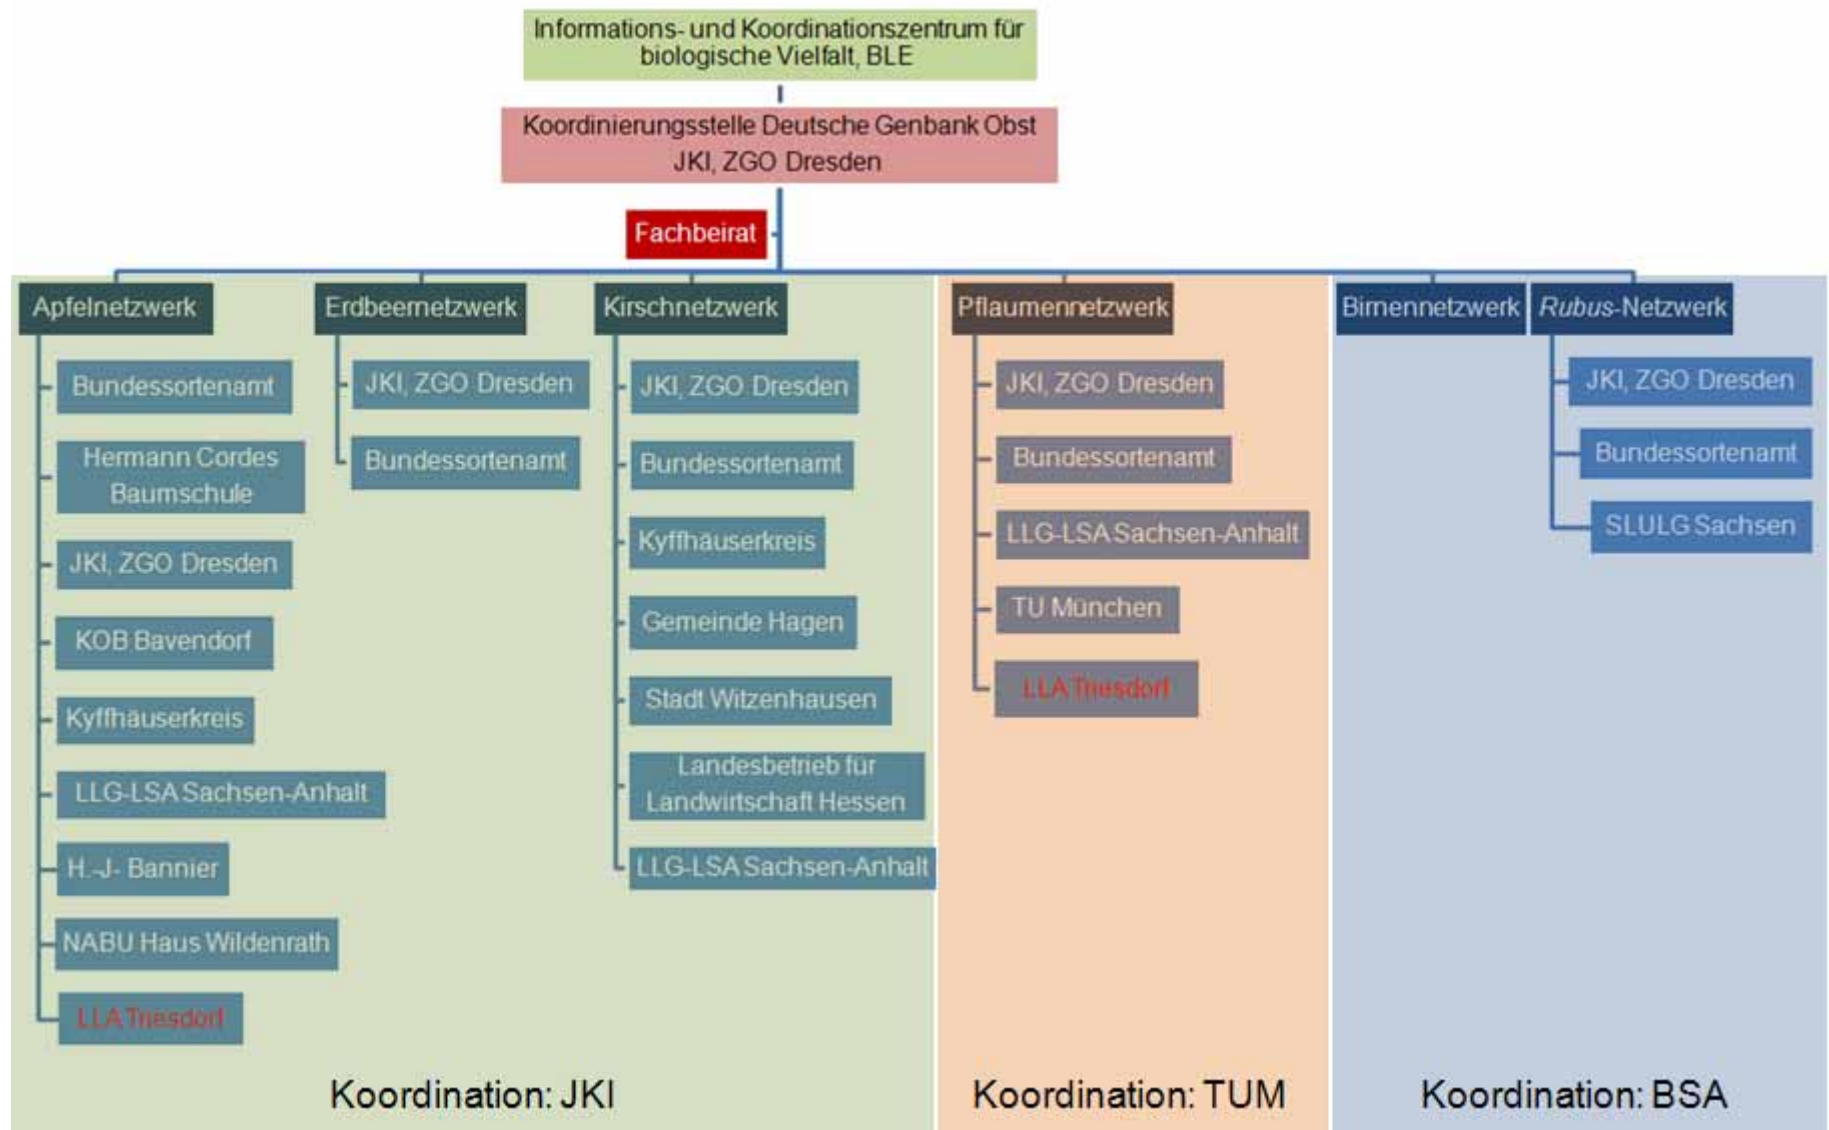 Informations- und Koordinationszentrum für
biologische Vielfalt, BLE
Koordinierungsstelle Deutsche Genbank Obst
JKI, ZGO Dresden
Fachbeirat
Apfelnetzwerk
Bundessortenamt
Hermann Cordes
Baumschule
JKI, ZGO Dresden
KOB Bavendorf
Kyffhäuserkreis
LLG-LSA Sachsen-Anhalt
H.-J- Bannier
NABU Haus Wildenrath
LLA Triesdorf
Erdbeernetzwerk
JKI, ZGO Dresden
Bundessortenamt
Kirschnetzwerk
JKI, ZGO Dresden
Bundessortenamt
Kyffhäuserkreis
Gemeinde Hagen
Stadt Witzenhausen
Landesbetrieb für
Landwirtschaft Hessen
LLG-LSA Sachsen-Anhalt
Koordination: JKI
Pflaumennetzwerk
JKI, ZGO Dresden
Bundessortenamt
LLG-LSA Sachsen-Anhalt
TU München
LLA Triesdorf
Koordination: TUM
Birnennetzwerk
Rubus-Netzwerk
JKI, ZGO Dresden
Bundessortenamt
SLULG Sachsen
Koordination: BSA